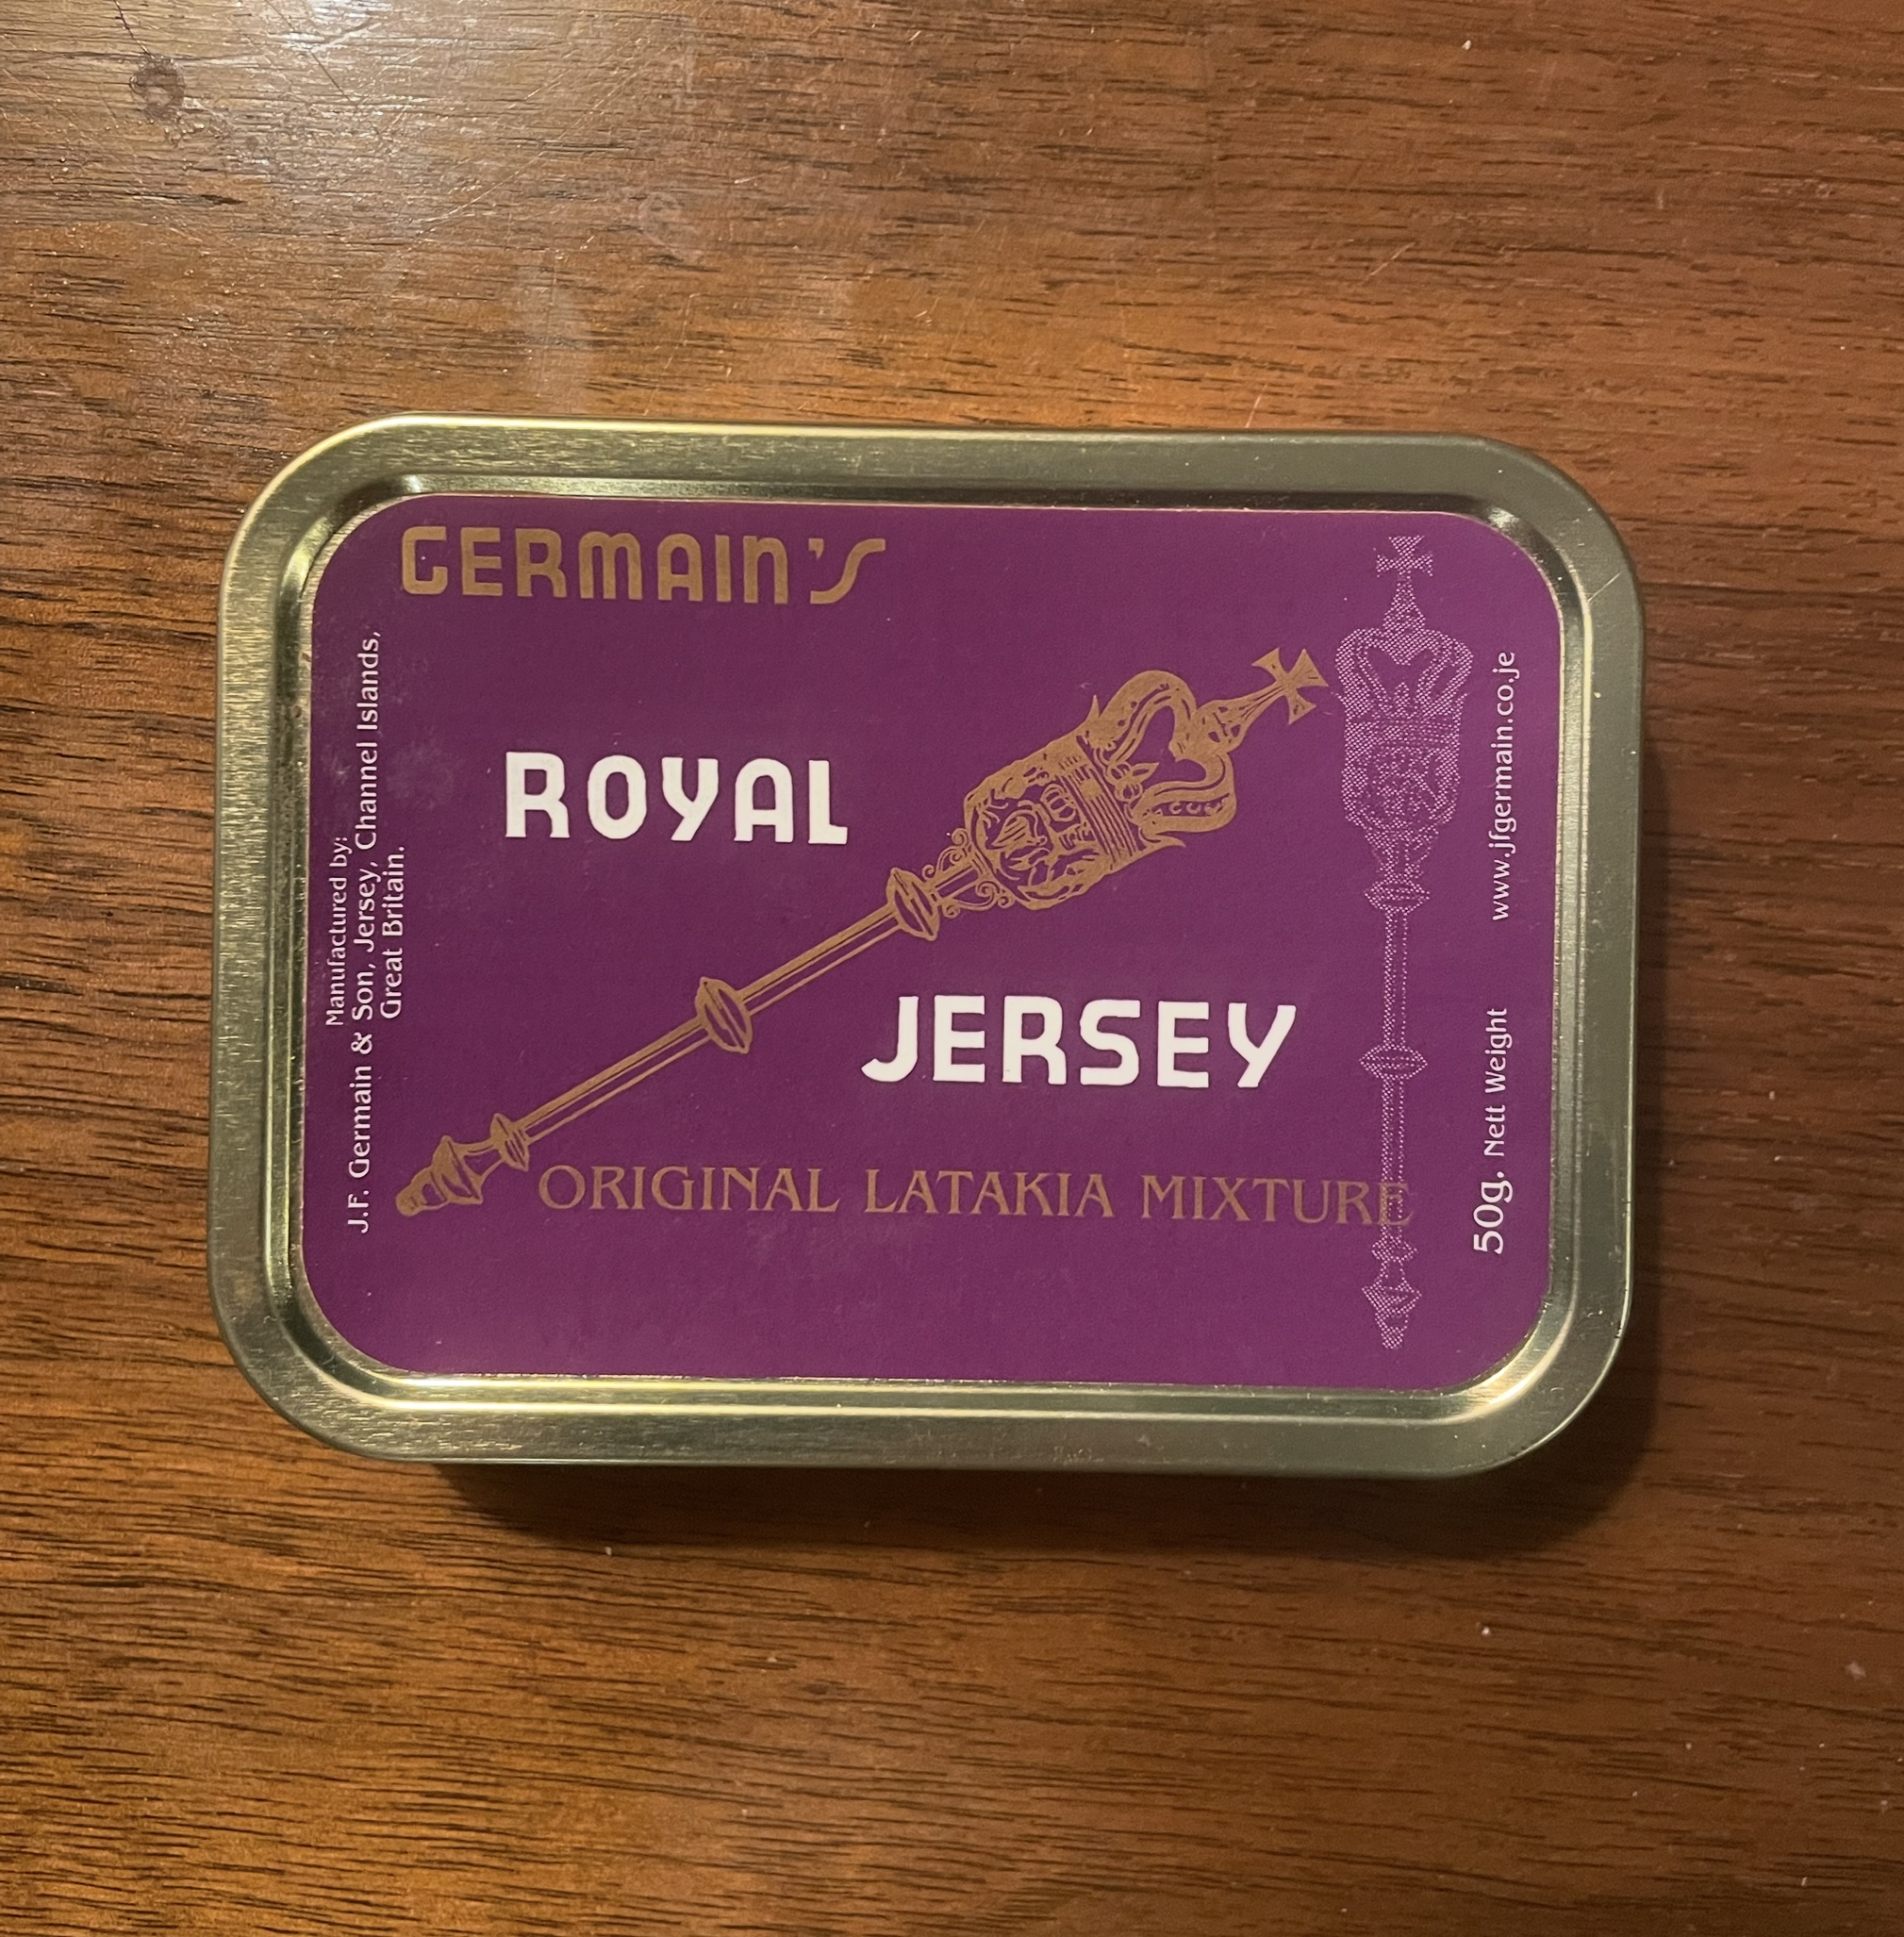 GERMAIN'S
ROYAL
JERSEY
ORIGINAL LATAKIA MIXTURE
Manufactured by:
J.F. Germain & Son, Jersey, Channel Islands,
Great Britain.
50g. Nett Weight
www.jfgermain.co.je